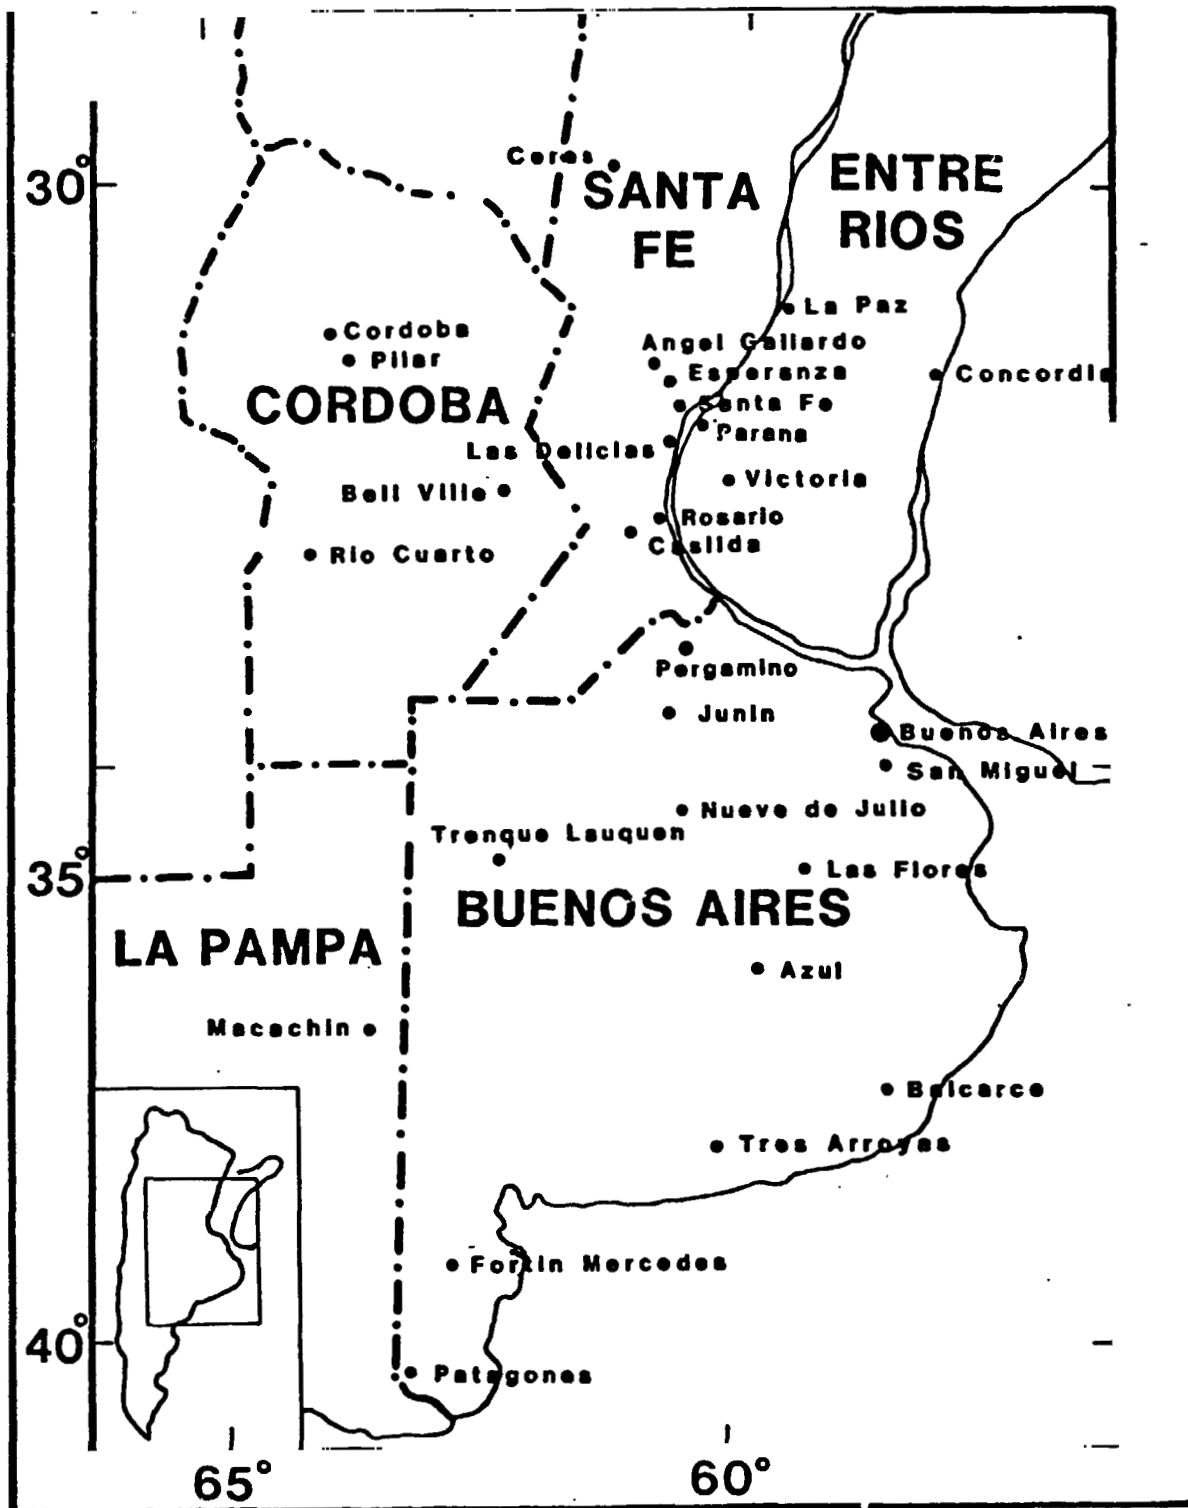 Ceres
30°
SANTA
FE
ENTRE
RIOS
La Paz
Cordoba
Pilar
Angel Gallardo
Esperanza
Concordia
CORDOBA
Santa Fe
Parana
Las Delicias
Victoria
Bell Ville
Rosario
Casilda
Rio Cuarto
Pergamino
Junin
Buenos Aires
San Miguel
Nueve de Julio
Trenque Lauquen
35°
Las Flores
BUENOS AIRES
LA PAMPA
Azul
Macachin
Balcarce
Tres Arroyas
Fortin Mercedes
40°
Patagones
65°
60°